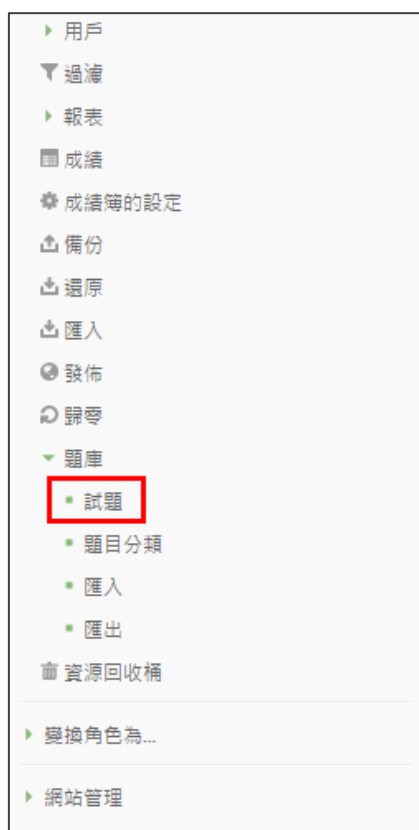 用戶
過濾
報表
成績
成績簿的設定
備份
還原
匯入
發佈
歸零
題庫
試題
題目分類
匯入
匯出
資源回收桶
變換角色為...
網站管理